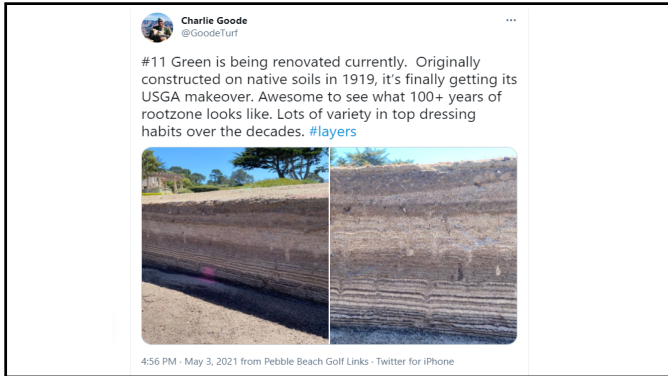 Charlie Goode
@GoodeTurf
#11 Green is being renovated currently.  Originally
constructed on native soils in 1919, it's finally getting its
USGA makeover. Awesome to see what 100+ years of
rootzone looks like. Lots of variety in top dressing
habits over the decades. #layers
4:56 PM · May 3, 2021 from Pebble Beach Golf Links · Twitter for iPhone